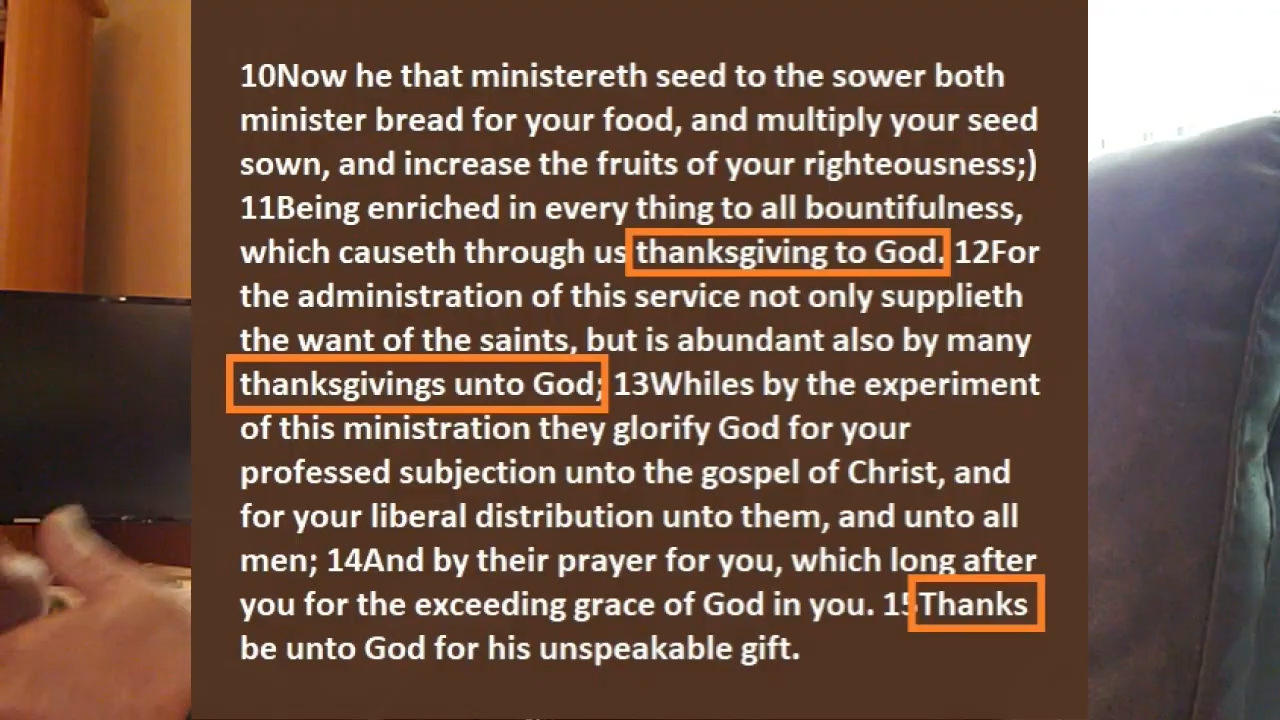 10Now he that ministereth seed to the sower both
minister bread for your food, and multiply your seed
sown, and increase the fruits of your righteousness;)
11Being enriched in every thing to all bountifulness,
which causeth through us thanksgiving to God. 12For
the administration of this service not only supplieth
the want of the saints, but is abundant also by many
thanksgivings unto God; 13Whiles by the experiment
of this ministration they glorify God for your
professed subjection unto the gospel of Christ, and
for your liberal distribution unto them, and unto all
men; 14And by their prayer for you, which long after
you for the exceeding grace of God in you. 15Thanks
be unto God for his unspeakable gift.